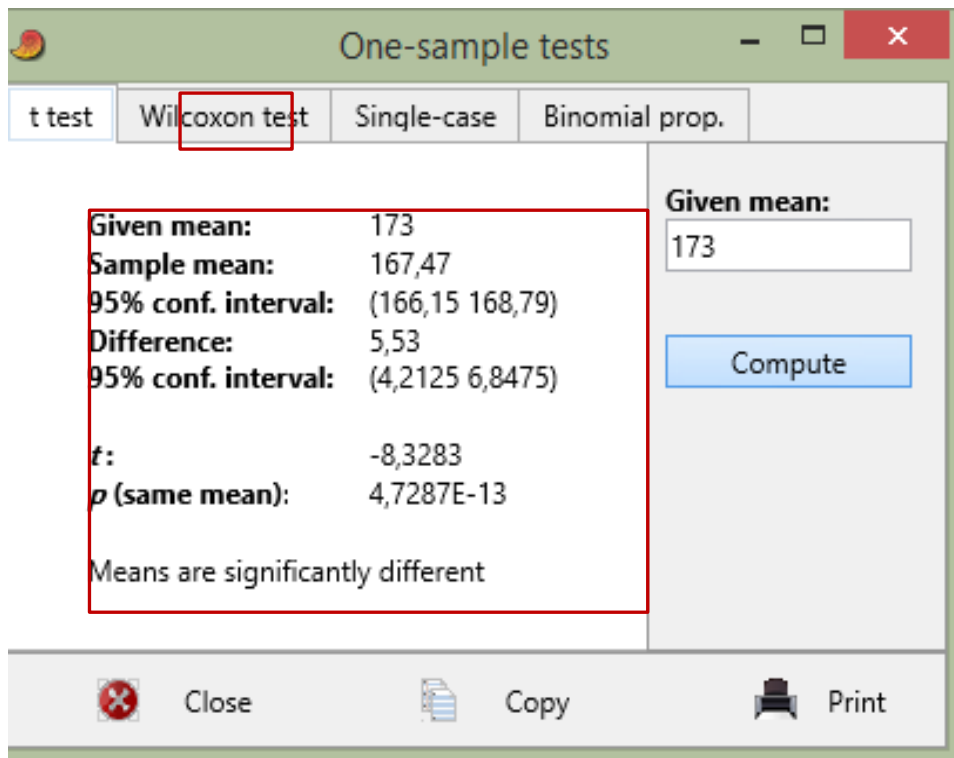 One-sample tests
t test Wilcoxon test Single-case Binomial prop.
Given mean: 173
Sample mean: 167,47
95% conf. interval: (166,15 168,79)
Difference: 5,53
95% conf. interval: (4,2125 6,8475)
t : -8,3283
p (same mean): 4,7287E-13
Means are significantly different
Given mean:
173
Compute
Close Copy Print